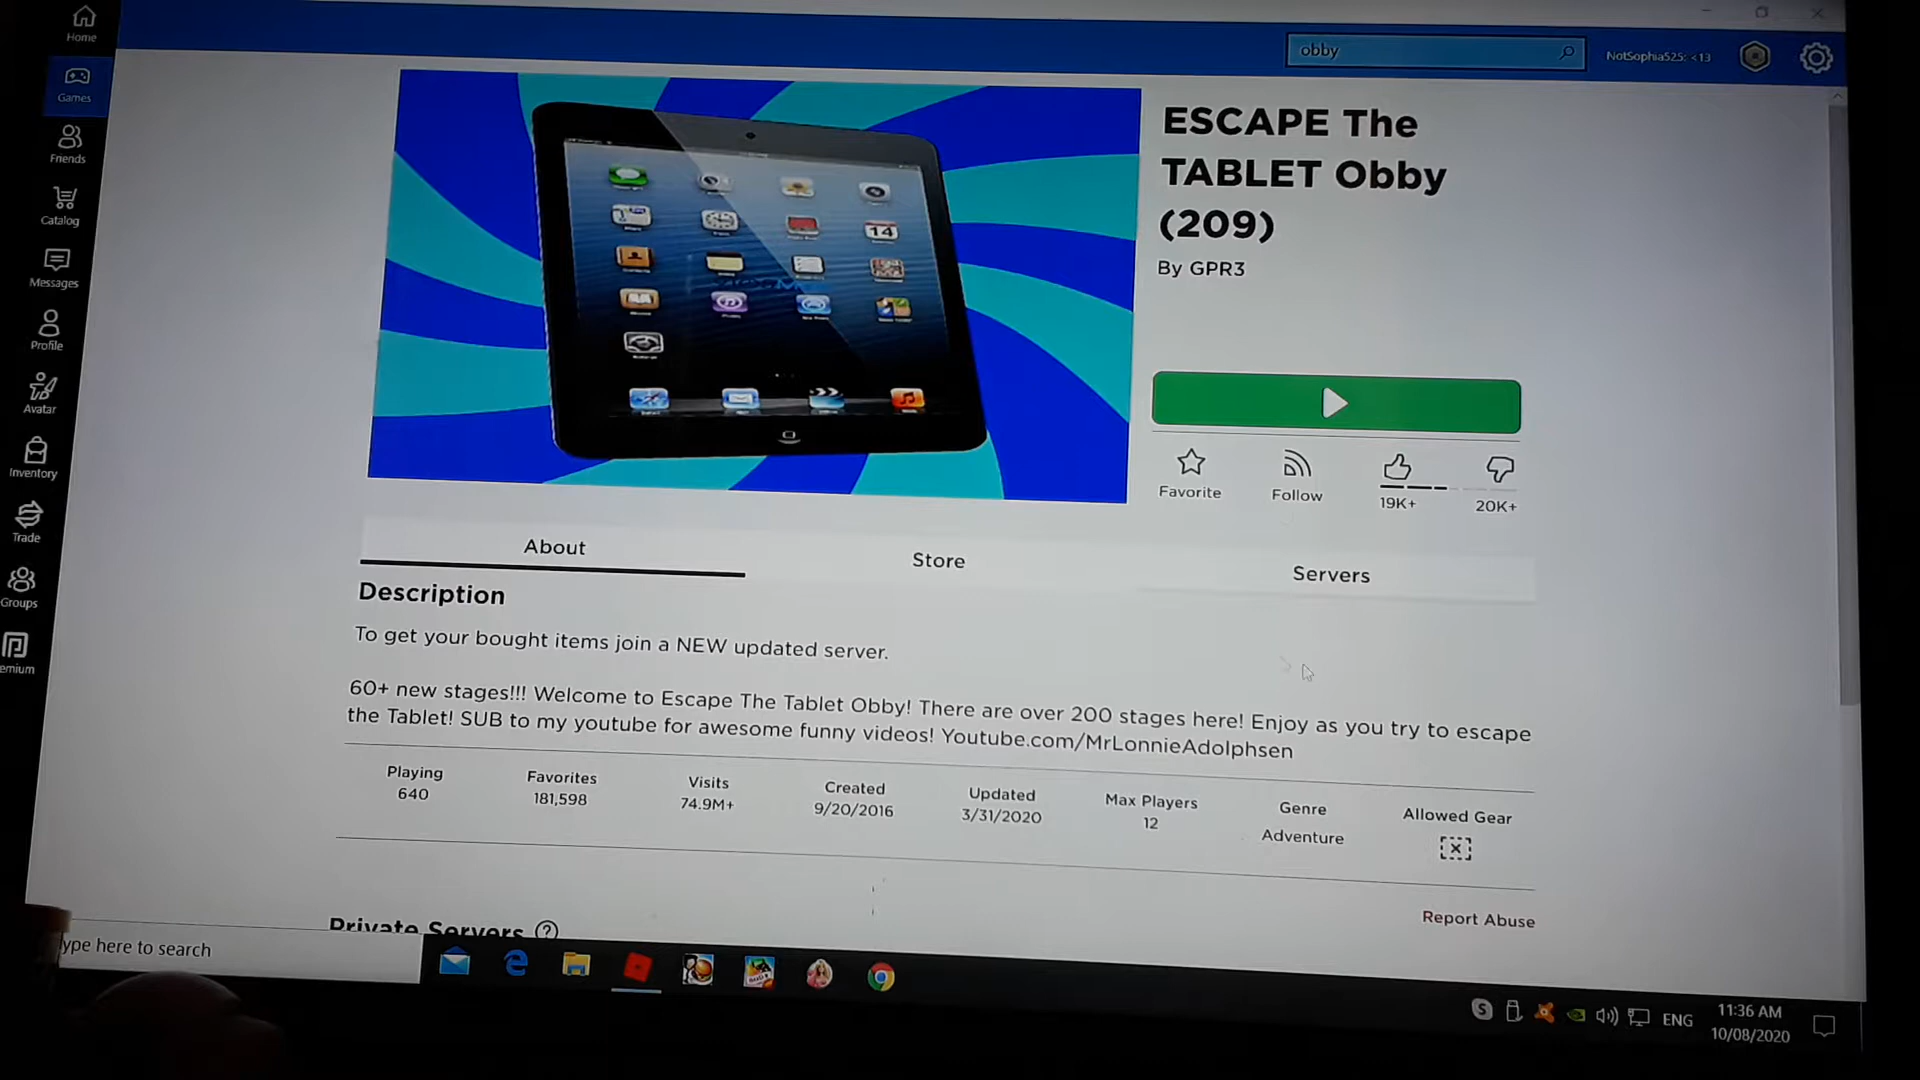 Home
obby
NotSophia525: <13
Games
Friends
Catalog
Messages
Profile
Avatar
Inventory
Trade
Groups
emium
14
ESCAPE The
TABLET Obby
(209)
By GPR3
Favorite
Follow
19K+
20K+
About
Store
Servers
Description
To get your bought items join a NEW updated server.
60+ new stages!!! Welcome to Escape The Tablet Obby! There are over 200 stages here! Enjoy as you try to escape
the Tablet! SUB to my youtube for awesome funny videos! Youtube.com/MrLonnieAdolphsen
Playing
640
Favorites
181,598
Visits
74.9M+
Created
9/20/2016
Updated
3/31/2020
Max Players
12
Genre
Adventure
Allowed Gear
Report Abuse
Private Servers
ype here to search
ENG
11:36 AM
10/08/2020